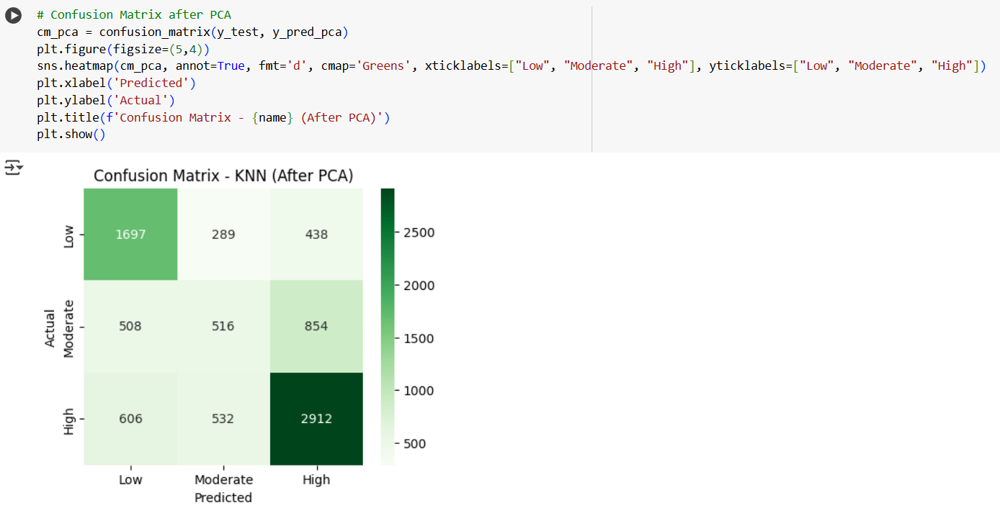 # Confusion Matrix after PCA
cm_pca = confusion_matrix(y_test, y_pred_pca)
plt.figure(figsize=(5,4))
sns.heatmap(cm_pca, annot=True, fmt='d', cmap='Greens', xticklabels=["Low", "Moderate", "High"], yticklabels=["Low", "Moderate", "High"])
plt.xlabel('Predicted')
plt.ylabel('Actual')
plt.title(f'Confusion Matrix - {name} (After PCA)')
plt.show()
Confusion Matrix - KNN (After PCA)
Low
1697 289 438
Actual
Moderate
508 516 854
High
606 532 2912
Low Moderate High
Predicted
2500
2000
1500
1000
500